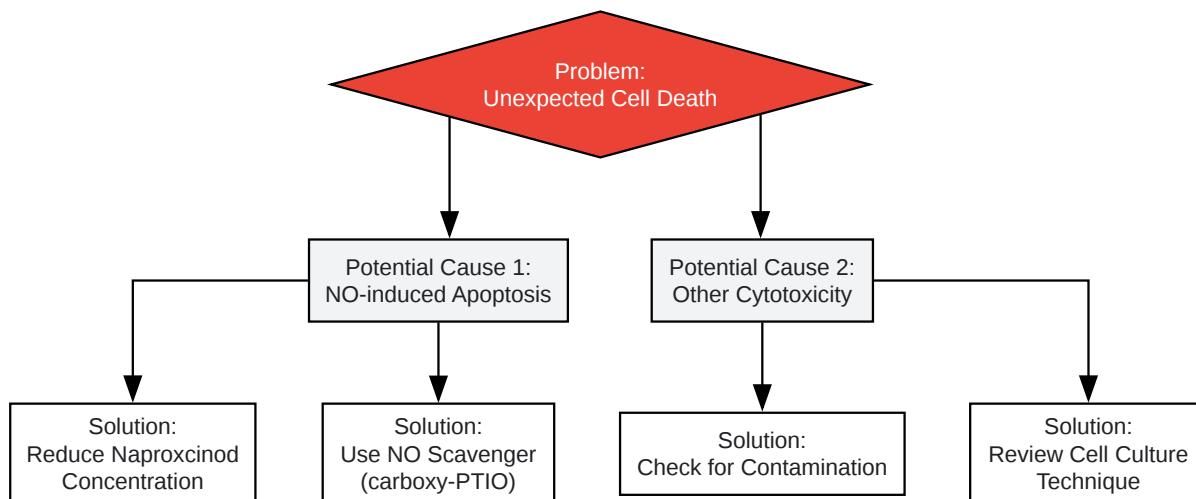 Problem:
Unexpected Cell Death
Potential Cause 1:
NO-induced Apoptosis
Potential Cause 2:
Other Cytotoxicity
Solution:
Reduce Naproxcinod
Concentration
Solution:
Use NO Scavenger
(carboxy-PTIO)
Solution:
Check for Contamination
Solution:
Review Cell Culture
Technique